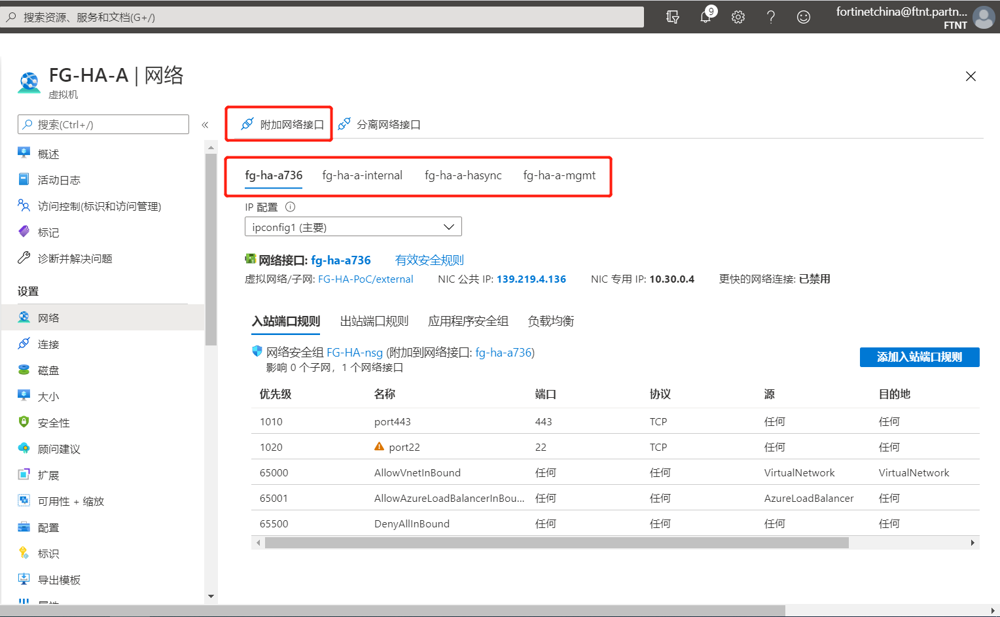 搜索资源、服务和文档(G+/)
9
fortinetchina@ftnt.partn...
FTNT
FG-HA-A | 网络
虚拟机
搜索(Ctrl+/)
«
附加网络接口
分离网络接口
概述
活动日志
访问控制(标识和访问管理)
标记
诊断并解决问题
设置
网络
连接
磁盘
大小
安全性
顾问建议
扩展
可用性 + 缩放
配置
标识
导出模板
fg-ha-a736 fg-ha-a-internal fg-ha-a-hasync fg-ha-a-mgmt
IP 配置
ipconfig1 (主要)
网络接口: fg-ha-a736 有效安全规则
虚拟网络/子网: FG-HA-PoC/external NIC 公共 IP: 139.219.4.136 NIC 专用 IP: 10.30.0.4 更快的网络连接: 已禁用
入站端口规则 出站端口规则 应用程序安全组 负载均衡
网络安全组 FG-HA-nsg (附加到网络接口: fg-ha-a736)
影响 0 个子网，1 个网络接口
添加入站端口规则
优先级 名称 端口 协议 源 目的地
1010 port443 443 TCP 任何 任何
1020 port22 22 TCP 任何 任何
65000 AllowVnetInBound 任何 任何 VirtualNetwork VirtualNetwork
65001 AllowAzureLoadBalancerInBou... 任何 任何 AzureLoadBalancer 任何
65500 DenyAllInBound 任何 任何 任何 任何